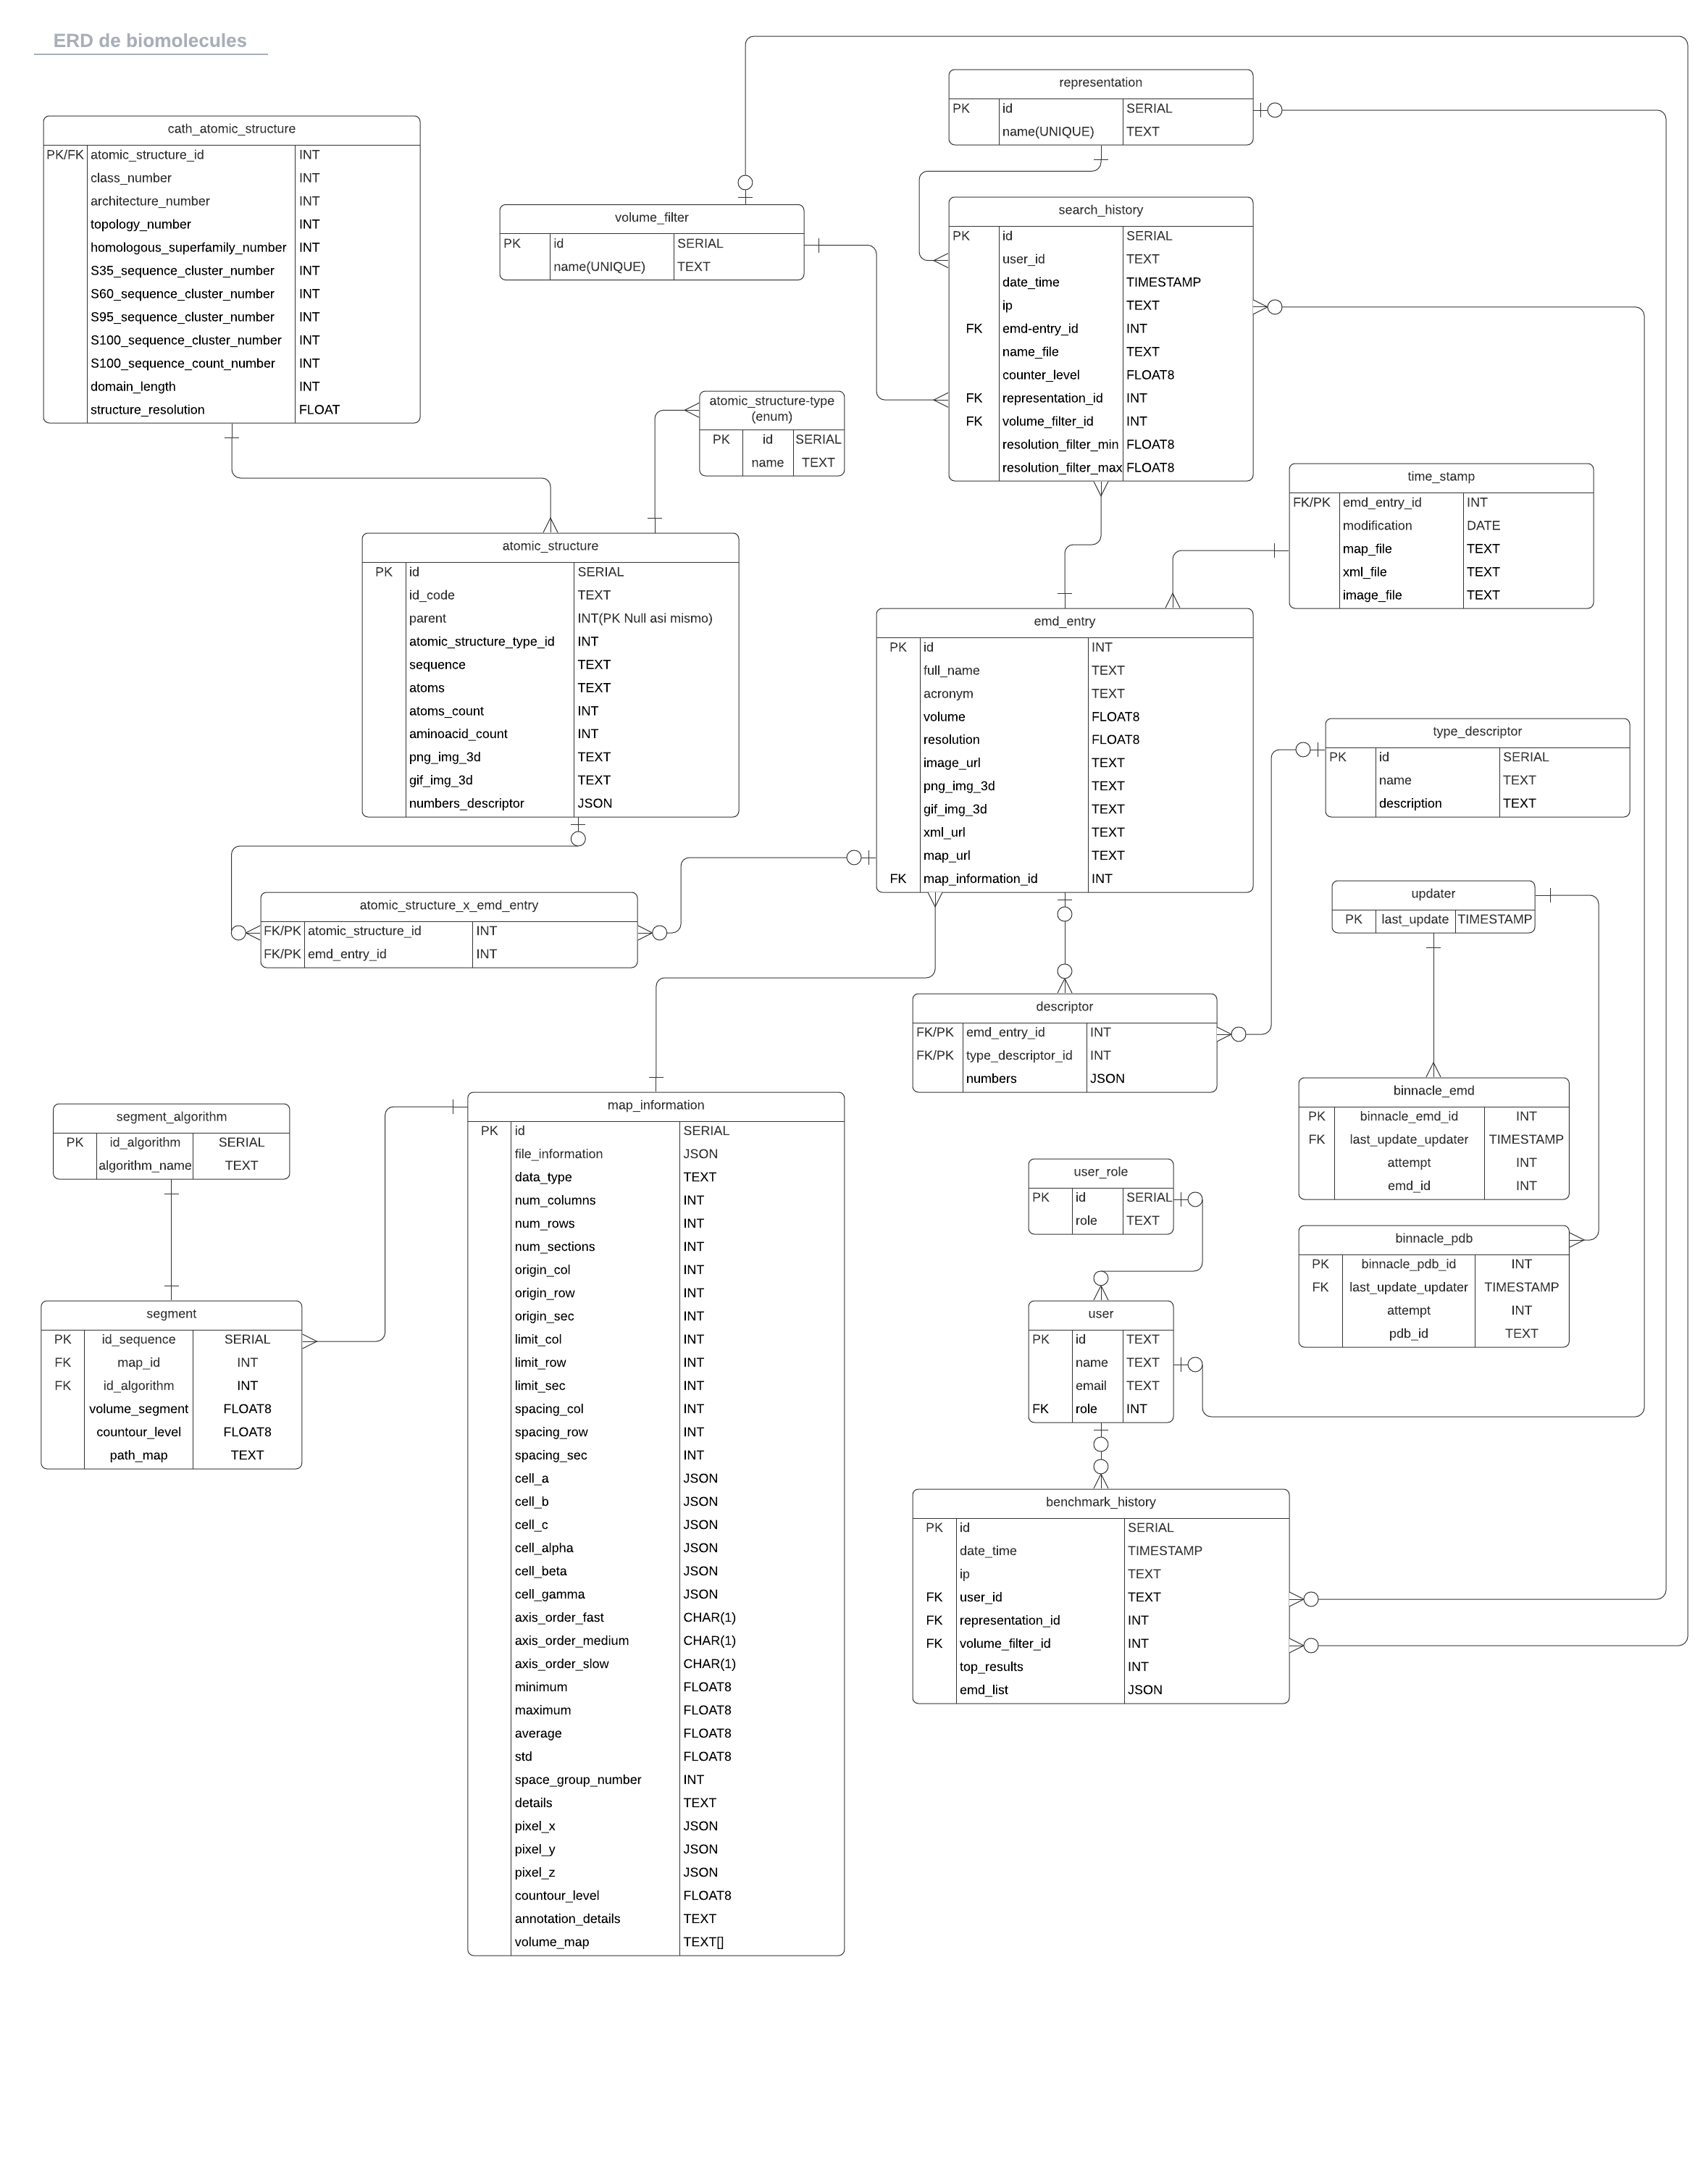 ERD de biomolecules
representation
PK id SERIAL
name(UNIQUE) TEXT
cath_atomic_structure
PK/FK atomic_structure_id INT
class_number INT
architecture_number INT
topology_number INT
homologous_superfamily_number INT
S35_sequence_cluster_number INT
S60_sequence_cluster_number INT
S95_sequence_cluster_number INT
S100_sequence_cluster_number INT
S100_sequence_count_number INT
domain_length INT
structure_resolution FLOAT
volume_filter
PK id SERIAL
name(UNIQUE) TEXT
search_history
PK id SERIAL
user_id TEXT
date_time TIMESTAMP
ip TEXT
FK emd-entry_id INT
name_file TEXT
counter_level FLOAT8
FK representation_id INT
FK volume_filter_id INT
resolution_filter_min FLOAT8
resolution_filter_max FLOAT8
atomic_structure-type
(enum)
PK id SERIAL
name TEXT
time_stamp
FK/PK emd_entry_id INT
modification DATE
map_file TEXT
xml_file TEXT
image_file TEXT
atomic_structure
PK id SERIAL
id_code TEXT
parent INT(PK Null asi mismo)
atomic_structure_type_id INT
sequence TEXT
atoms TEXT
atoms_count INT
aminoacid_count INT
png_img_3d TEXT
gif_img_3d TEXT
numbers_descriptor JSON
emd_entry
PK id INT
full_name TEXT
acronym TEXT
volume FLOAT8
resolution FLOAT8
image_url TEXT
png_img_3d TEXT
gif_img_3d TEXT
xml_url TEXT
map_url TEXT
FK map_information_id INT
type_descriptor
PK id SERIAL
name TEXT
description TEXT
atomic_structure_x_emd_entry
FK/PK atomic_structure_id INT
FK/PK emd_entry_id INT
updater
PK last_update TIMESTAMP
descriptor
FK/PK emd_entry_id INT
FK/PK type_descriptor_id INT
numbers JSON
binnacle_emd
PK binnacle_emd_id INT
FK last_update_updater TIMESTAMP
attempt INT
emd_id INT
segment_algorithm
PK id_algorithm SERIAL
algorithm_name TEXT
map_information
PK id SERIAL
file_information JSON
data_type TEXT
num_columns INT
num_rows INT
num_sections INT
origin_col INT
origin_row INT
origin_sec INT
limit_col INT
limit_row INT
limit_sec INT
spacing_col INT
spacing_row INT
spacing_sec INT
cell_a JSON
cell_b JSON
cell_c JSON
cell_alpha JSON
cell_beta JSON
cell_gamma JSON
axis_order_fast CHAR(1)
axis_order_medium CHAR(1)
axis_order_slow CHAR(1)
minimum FLOAT8
maximum FLOAT8
average FLOAT8
std FLOAT8
space_group_number INT
details TEXT
pixel_x JSON
pixel_y JSON
pixel_z JSON
countour_level FLOAT8
annotation_details TEXT
volume_map TEXT[]
user_role
PK id SERIAL
role TEXT
binnacle_pdb
PK binnacle_pdb_id INT
FK last_update_updater TIMESTAMP
attempt INT
pdb_id TEXT
segment
PK id_sequence SERIAL
FK map_id INT
FK id_algorithm INT
volume_segment FLOAT8
countour_level FLOAT8
path_map TEXT
user
PK id TEXT
name TEXT
email TEXT
FK role INT
benchmark_history
PK id SERIAL
date_time TIMESTAMP
ip TEXT
FK user_id TEXT
FK representation_id INT
FK volume_filter_id INT
top_results INT
emd_list JSON